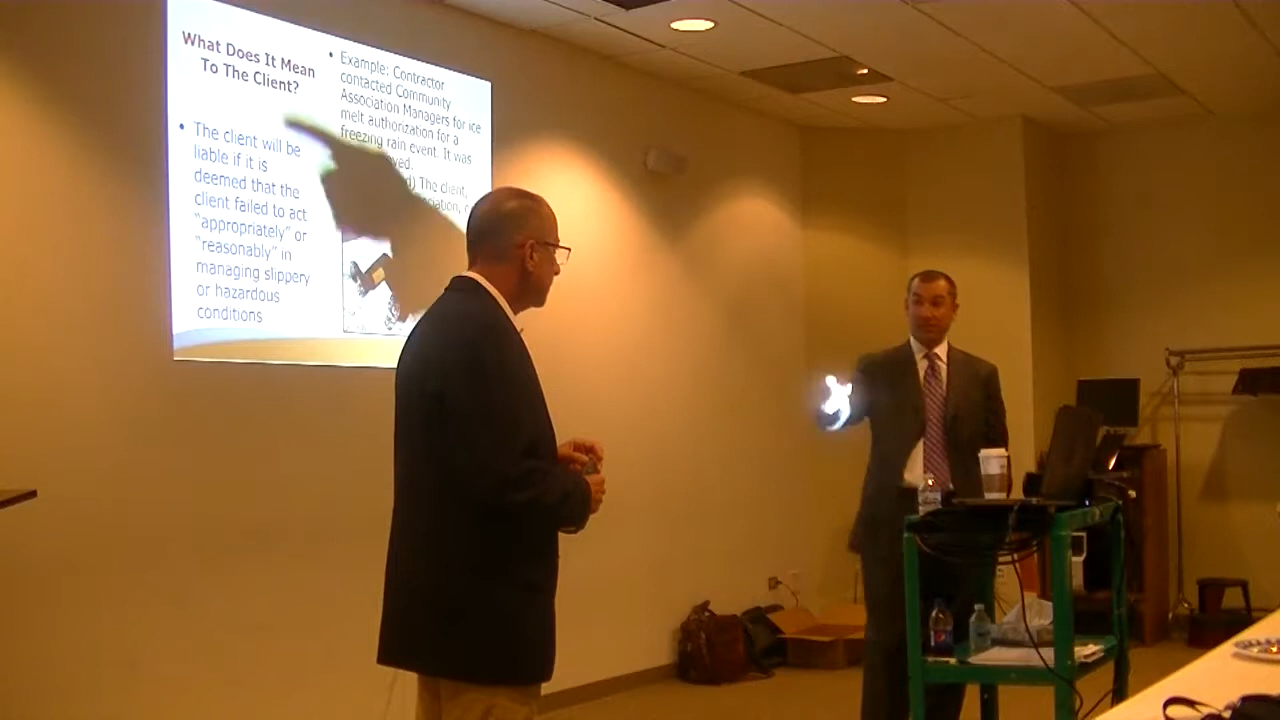 What Does It Mean
To The Client?
• The client will be
liable if it is
deemed that the
client failed to act
“appropriately” or
“reasonably” in
managing slippery
or hazardous
conditions
• Example: Contractor
contacted Community
Association Managers for ice
melt authorization for a
freezing rain event. It was
The client,